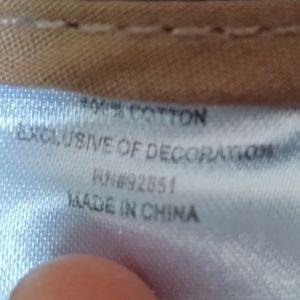 100% COTTON
EXCLUSIVE OF DECORATION
RN#92851
MADE IN CHINA